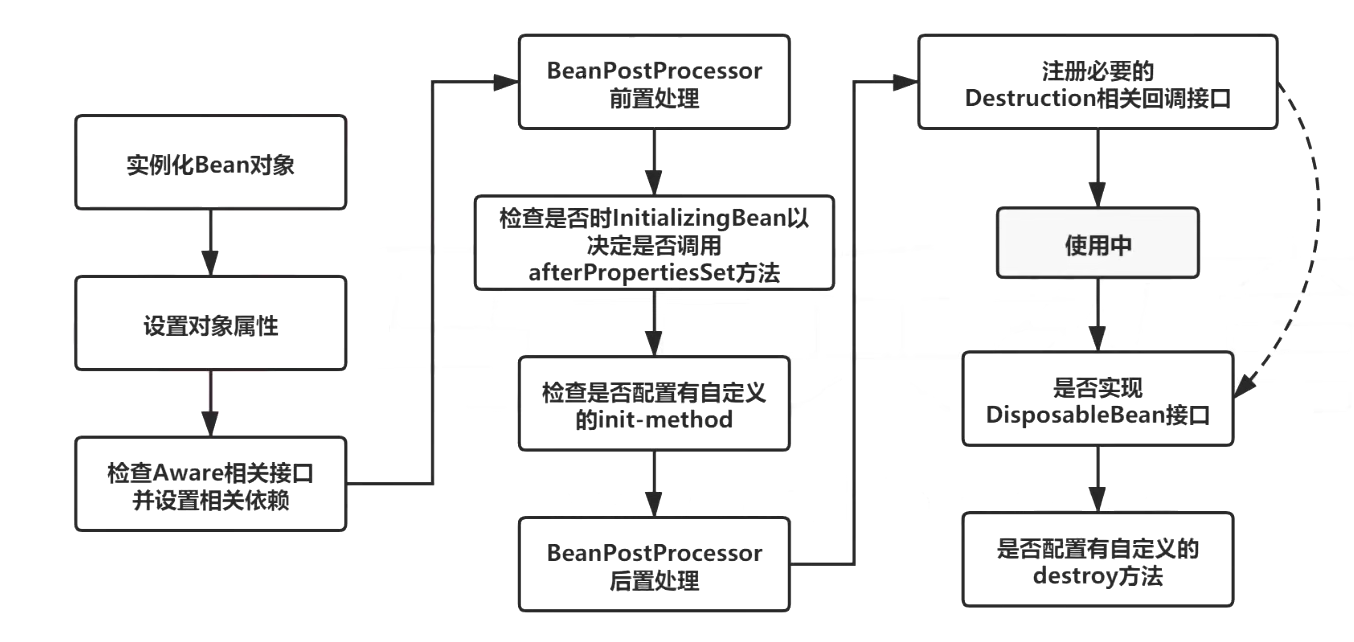 实例化Bean对象
设置对象属性
检查Aware相关接口
并设置相关依赖
BeanPostProcessor
前置处理
检查是否时InitializingBean以
决定是否调用
afterPropertiesSet方法
检查是否配置有自定义
的init-method
BeanPostProcessor
后置处理
注册必要的
Destruction相关回调接口
使用中
是否实现
DisposableBean接口
是否配置有自定义的
destroy方法